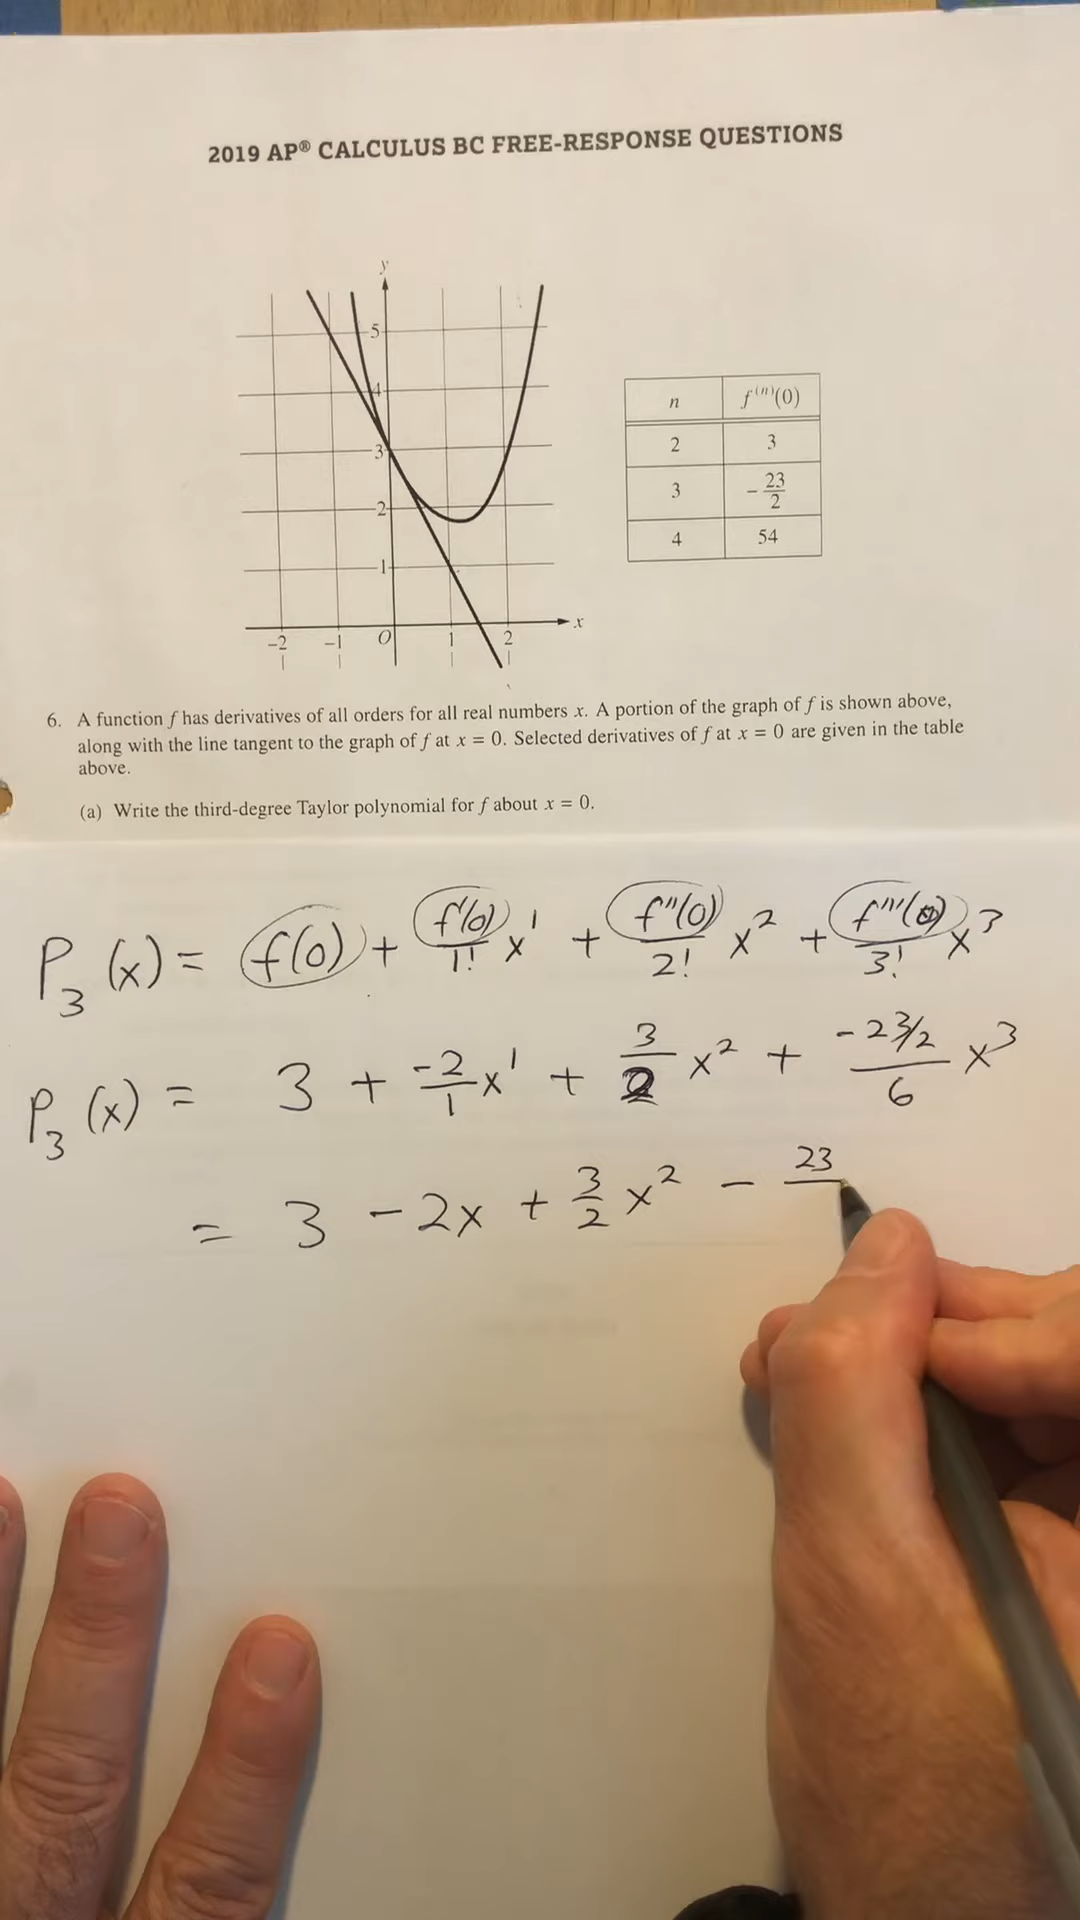 2019 AP® CALCULUS BC FREE-RESPONSE QUESTIONS
y
5
4
3
2
1
-2 -1 O 1 2 x
n f⁽ⁿ⁾(0)
2 3
3 -23/2
4 54
6. A function f has derivatives of all orders for all real numbers x. A portion of the graph of f is shown above,
along with the line tangent to the graph of f at x = 0. Selected derivatives of f at x = 0 are given in the table
above.
(a) Write the third-degree Taylor polynomial for f about x = 0.
P₃(x) = f(0) + f'(0)/1! x¹ + f''(0)/2! x² + f'''(0)/3! x³
P₃(x) = 3 + -2/1 x¹ + 3/2 x² + -23/2/6 x³
= 3 - 2x + 3/2 x² - 23